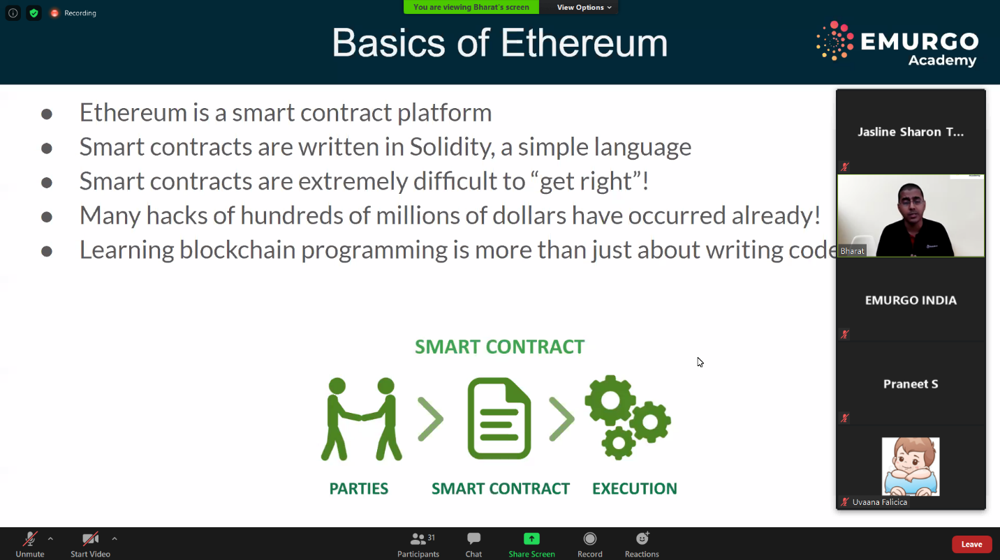 Recording
You are viewing Bharat's screen
View Options
Basics of Ethereum
EMURGO
Academy
● Ethereum is a smart contract platform
● Smart contracts are written in Solidity, a simple language
● Smart contracts are extremely difficult to “get right”!
● Many hacks of hundreds of millions of dollars have occurred already!
● Learning blockchain programming is more than just about writing code
SMART CONTRACT
PARTIES
SMART CONTRACT
EXECUTION
Jasline Sharon T...
Bharat
EMURGO INDIA
Praneet S
Uvaana Falicica
Unmute
Start Video
Participants
31
Chat
Share Screen
Record
Reactions
Leave